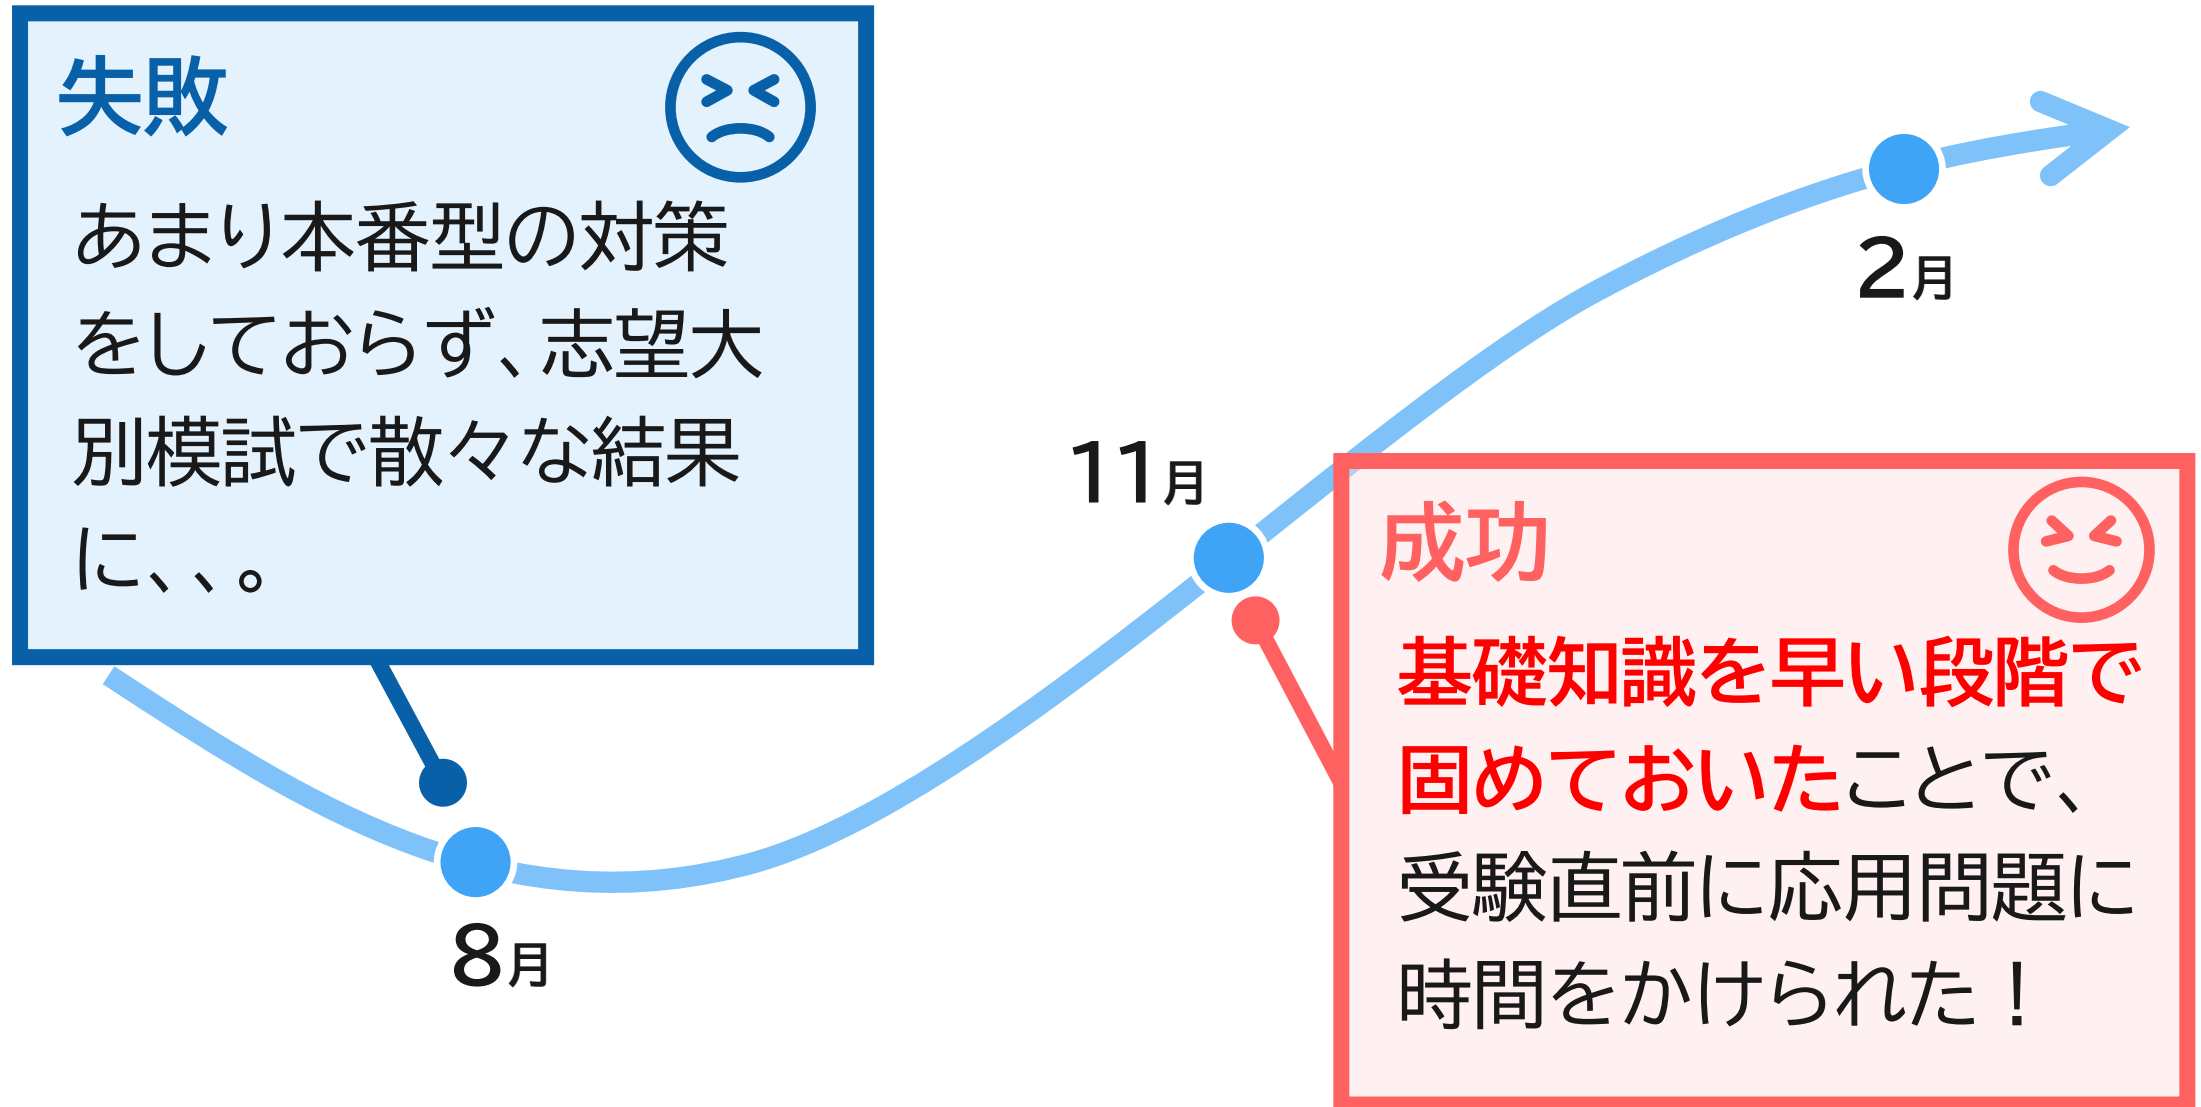 失敗
あまり本番型の対策
をしておらず、志望大
別模試で散々な結果
に、、。
2月
11月
成功
基礎知識を早い段階で
固めておいたことで、
受験直前に応用問題に
時間をかけられた！
8月